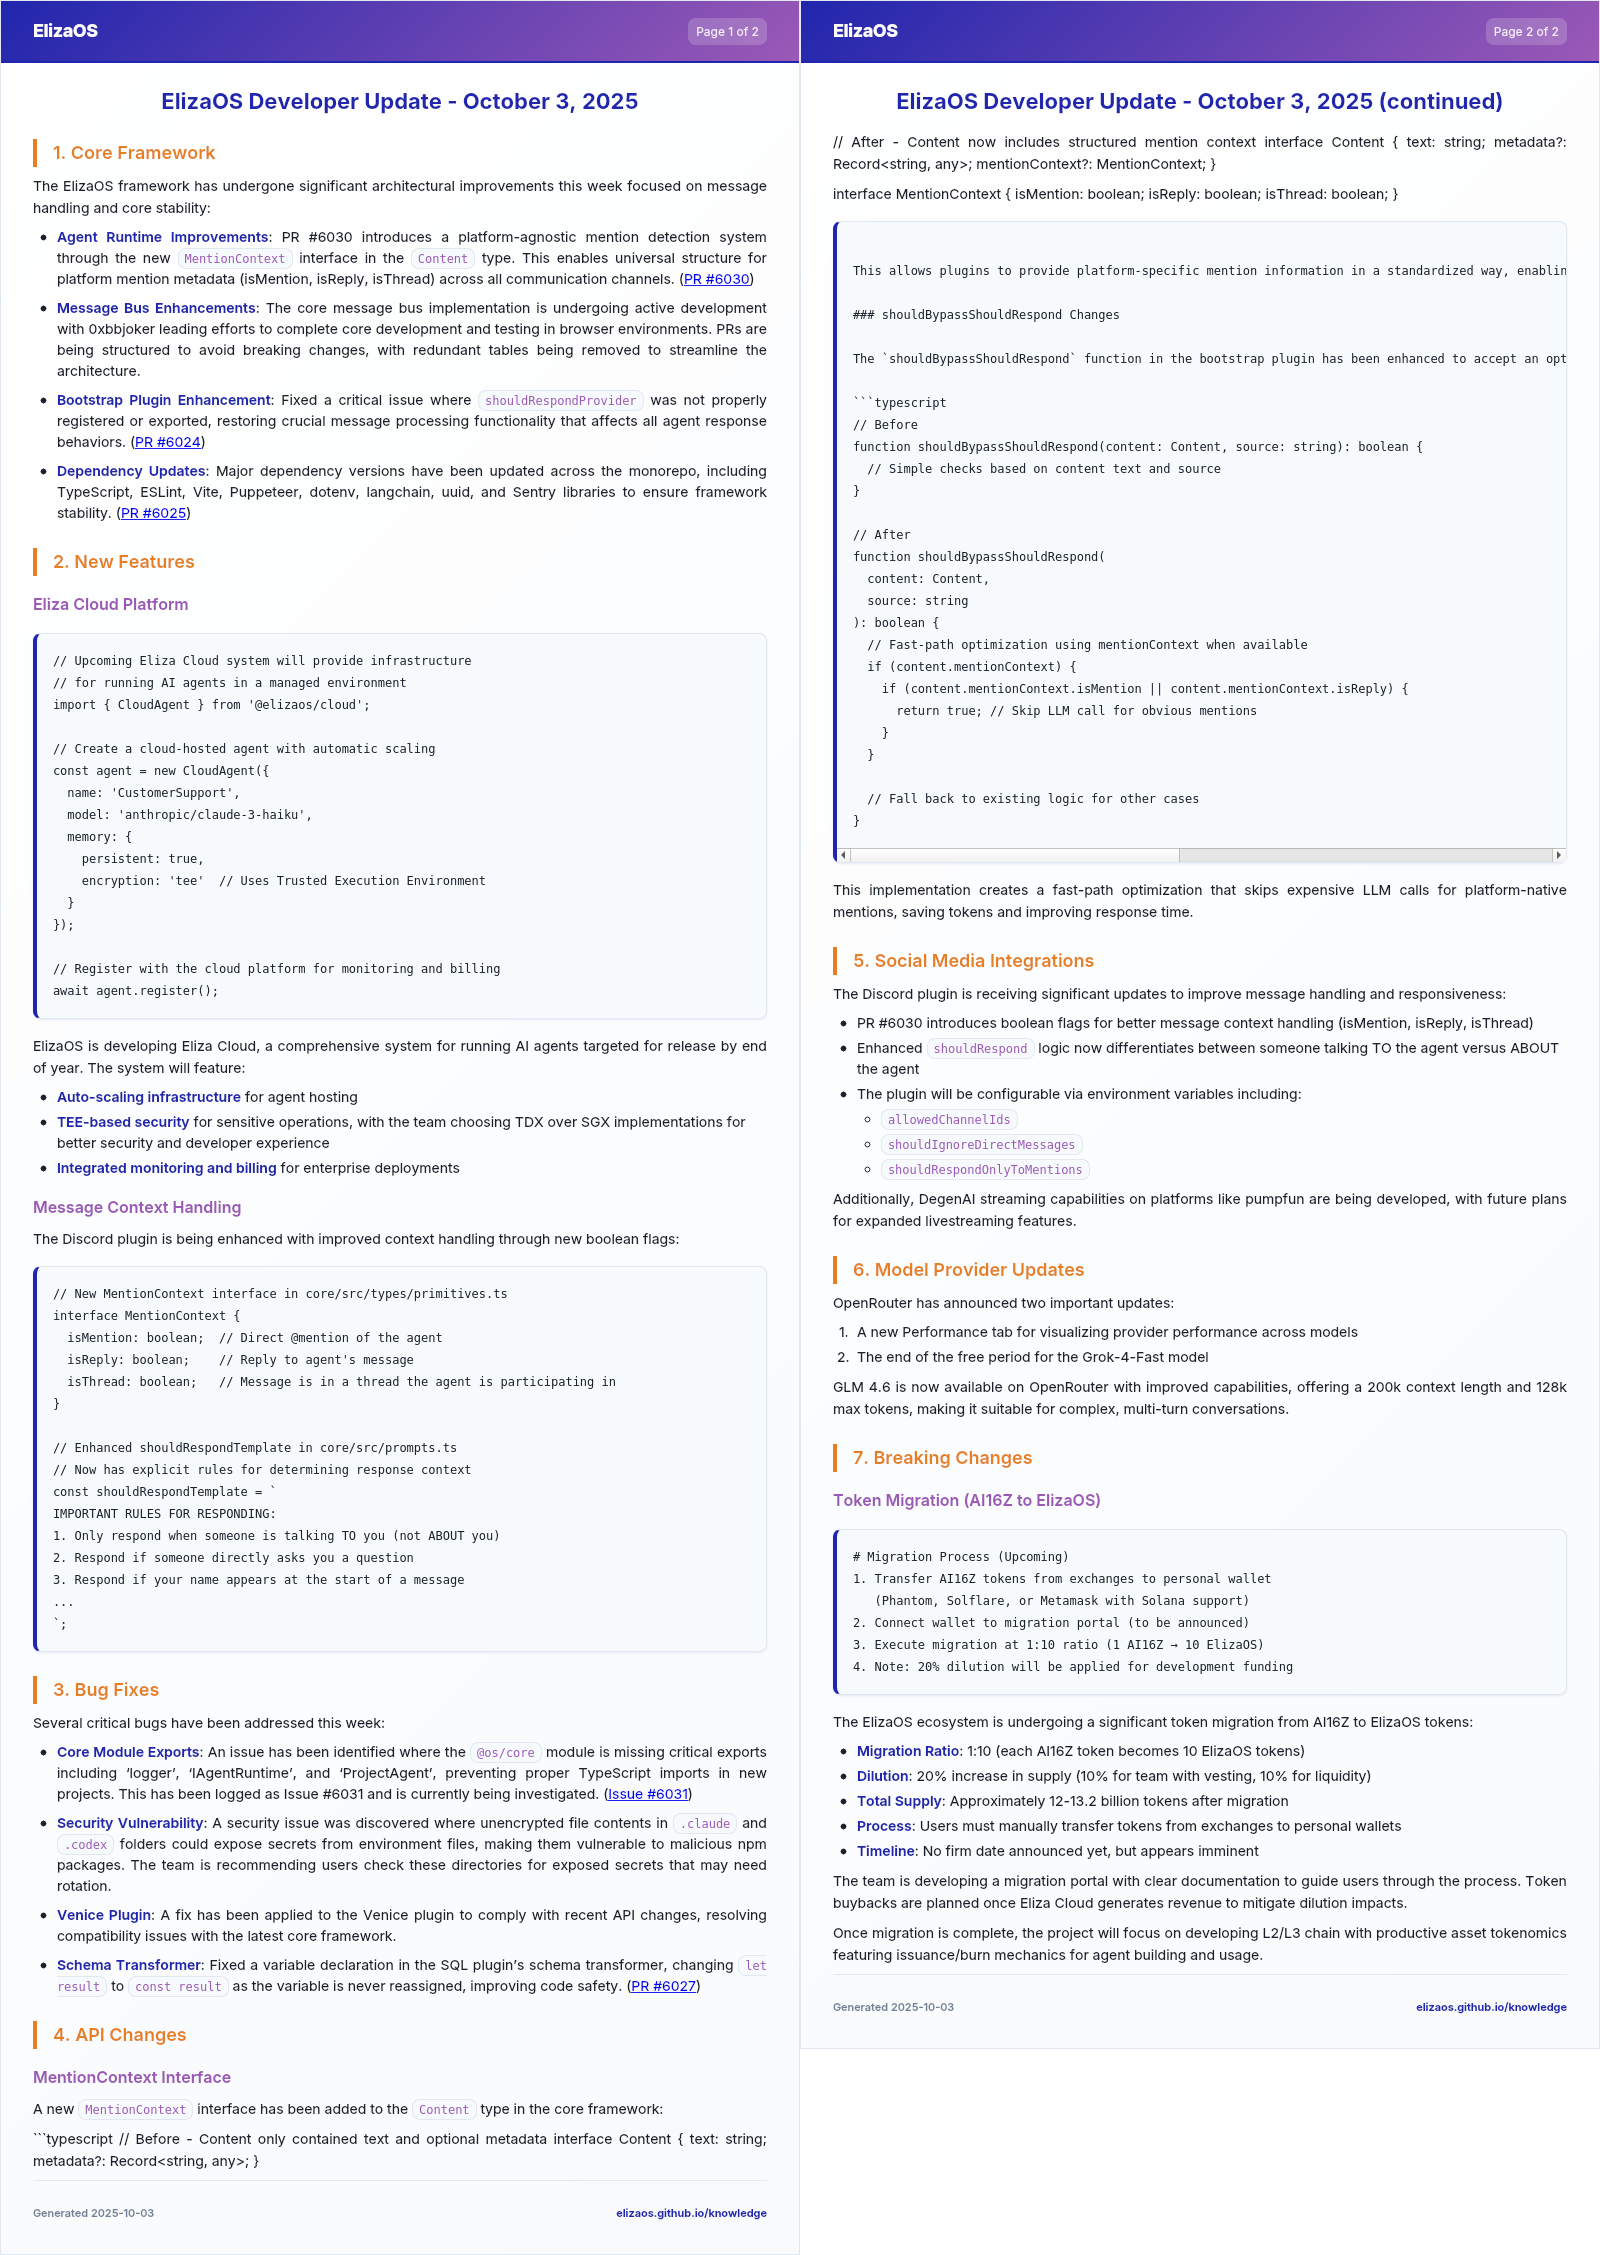 ElizaOS
Page 1 of 2
ElizaOS Developer Update - October 3, 2025
1. Core Framework
The ElizaOS framework has undergone significant architectural improvements this week focused on message
handling and core stability:
• Agent Runtime Improvements: PR #6030 introduces a platform-agnostic mention detection system
through the new MentionContext interface in the Content type. This enables universal structure for
platform mention metadata (isMention, isReply, isThread) across all communication channels. (PR #6030)
• Message Bus Enhancements: The core message bus implementation is undergoing active development
with 0xbbjoker leading efforts to complete core development and testing in browser environments. PRs are
being structured to avoid breaking changes, with redundant tables being removed to streamline the
architecture.
• Bootstrap Plugin Enhancement: Fixed a critical issue where shouldRespondProvider was not properly
registered or exported, restoring crucial message processing functionality that affects all agent response
behaviors. (PR #6024)
• Dependency Updates: Major dependency versions have been updated across the monorepo, including
TypeScript, ESLint, Vite, Puppeteer, dotenv, langchain, uuid, and Sentry libraries to ensure framework
stability. (PR #6025)
2. New Features
Eliza Cloud Platform
// Upcoming Eliza Cloud system will provide infrastructure
// for running AI agents in a managed environment
import { CloudAgent } from '@elizaos/cloud';
// Create a cloud-hosted agent with automatic scaling
const agent = new CloudAgent({
  name: 'CustomerSupport',
  model: 'anthropic/claude-3-haiku',
  memory: {
    persistent: true,
    encryption: 'tee'  // Uses Trusted Execution Environment
  }
});
// Register with the cloud platform for monitoring and billing
await agent.register();
ElizaOS is developing Eliza Cloud, a comprehensive system for running AI agents targeted for release by end
of year. The system will feature:
• Auto-scaling infrastructure for agent hosting
• TEE-based security for sensitive operations, with the team choosing TDX over SGX implementations for
better security and developer experience
• Integrated monitoring and billing for enterprise deployments
Message Context Handling
The Discord plugin is being enhanced with improved context handling through new boolean flags:
// New MentionContext interface in core/src/types/primitives.ts
interface MentionContext {
  isMention: boolean;  // Direct @mention of the agent
  isReply: boolean;    // Reply to agent's message
  isThread: boolean;   // Message is in a thread the agent is participating in
}
// Enhanced shouldRespondTemplate in core/src/prompts.ts
// Now has explicit rules for determining response context
const shouldRespondTemplate = `
IMPORTANT RULES FOR RESPONDING:
1. Only respond when someone is talking TO you (not ABOUT you)
2. Respond if someone directly asks you a question
3. Respond if your name appears at the start of a message
...
`;
3. Bug Fixes
Several critical bugs have been addressed this week:
• Core Module Exports: An issue has been identified where the @os/core module is missing critical exports
including ‘logger’, ‘IAgentRuntime’, and ‘ProjectAgent’, preventing proper TypeScript imports in new
projects. This has been logged as Issue #6031 and is currently being investigated. (Issue #6031)
• Security Vulnerability: A security issue was discovered where unencrypted file contents in .claude and
.codex folders could expose secrets from environment files, making them vulnerable to malicious npm
packages. The team is recommending users check these directories for exposed secrets that may need
rotation.
• Venice Plugin: A fix has been applied to the Venice plugin to comply with recent API changes, resolving
compatibility issues with the latest core framework.
• Schema Transformer: Fixed a variable declaration in the SQL plugin’s schema transformer, changing let
result to const result as the variable is never reassigned, improving code safety. (PR #6027)
4. API Changes
MentionContext Interface
A new MentionContext interface has been added to the Content type in the core framework:
```typescript // Before - Content only contained text and optional metadata interface Content { text: string;
metadata?: Record<string, any>; }
Generated 2025-10-03
elizaos.github.io/knowledge
ElizaOS
Page 2 of 2
ElizaOS Developer Update - October 3, 2025 (continued)
// After - Content now includes structured mention context interface Content { text: string; metadata?:
Record<string, any>; mentionContext?: MentionContext; }
interface MentionContext { isMention: boolean; isReply: boolean; isThread: boolean; }
This allows plugins to provide platform-specific mention information in a standardized way, enablin
### shouldBypassShouldRespond Changes
The `shouldBypassShouldRespond` function in the bootstrap plugin has been enhanced to accept an opt
```typescript
// Before
function shouldBypassShouldRespond(content: Content, source: string): boolean {
  // Simple checks based on content text and source
}
// After
function shouldBypassShouldRespond(
  content: Content,
  source: string
): boolean {
  // Fast-path optimization using mentionContext when available
  if (content.mentionContext) {
    if (content.mentionContext.isMention || content.mentionContext.isReply) {
      return true; // Skip LLM call for obvious mentions
    }
  }
  // Fall back to existing logic for other cases
}
This implementation creates a fast-path optimization that skips expensive LLM calls for platform-native
mentions, saving tokens and improving response time.
5. Social Media Integrations
The Discord plugin is receiving significant updates to improve message handling and responsiveness:
• PR #6030 introduces boolean flags for better message context handling (isMention, isReply, isThread)
• Enhanced shouldRespond logic now differentiates between someone talking TO the agent versus ABOUT
the agent
• The plugin will be configurable via environment variables including:
◦ allowedChannelIds
◦ shouldIgnoreDirectMessages
◦ shouldRespondOnlyToMentions
Additionally, DegenAI streaming capabilities on platforms like pumpfun are being developed, with future plans
for expanded livestreaming features.
6. Model Provider Updates
OpenRouter has announced two important updates:
1. A new Performance tab for visualizing provider performance across models
2. The end of the free period for the Grok-4-Fast model
GLM 4.6 is now available on OpenRouter with improved capabilities, offering a 200k context length and 128k
max tokens, making it suitable for complex, multi-turn conversations.
7. Breaking Changes
Token Migration (AI16Z to ElizaOS)
# Migration Process (Upcoming)
1. Transfer AI16Z tokens from exchanges to personal wallet
   (Phantom, Solflare, or Metamask with Solana support)
2. Connect wallet to migration portal (to be announced)
3. Execute migration at 1:10 ratio (1 AI16Z → 10 ElizaOS)
4. Note: 20% dilution will be applied for development funding
The ElizaOS ecosystem is undergoing a significant token migration from AI16Z to ElizaOS tokens:
• Migration Ratio: 1:10 (each AI16Z token becomes 10 ElizaOS tokens)
• Dilution: 20% increase in supply (10% for team with vesting, 10% for liquidity)
• Total Supply: Approximately 12-13.2 billion tokens after migration
• Process: Users must manually transfer tokens from exchanges to personal wallets
• Timeline: No firm date announced yet, but appears imminent
The team is developing a migration portal with clear documentation to guide users through the process. Token
buybacks are planned once Eliza Cloud generates revenue to mitigate dilution impacts.
Once migration is complete, the project will focus on developing L2/L3 chain with productive asset tokenomics
featuring issuance/burn mechanics for agent building and usage.
Generated 2025-10-03
elizaos.github.io/knowledge